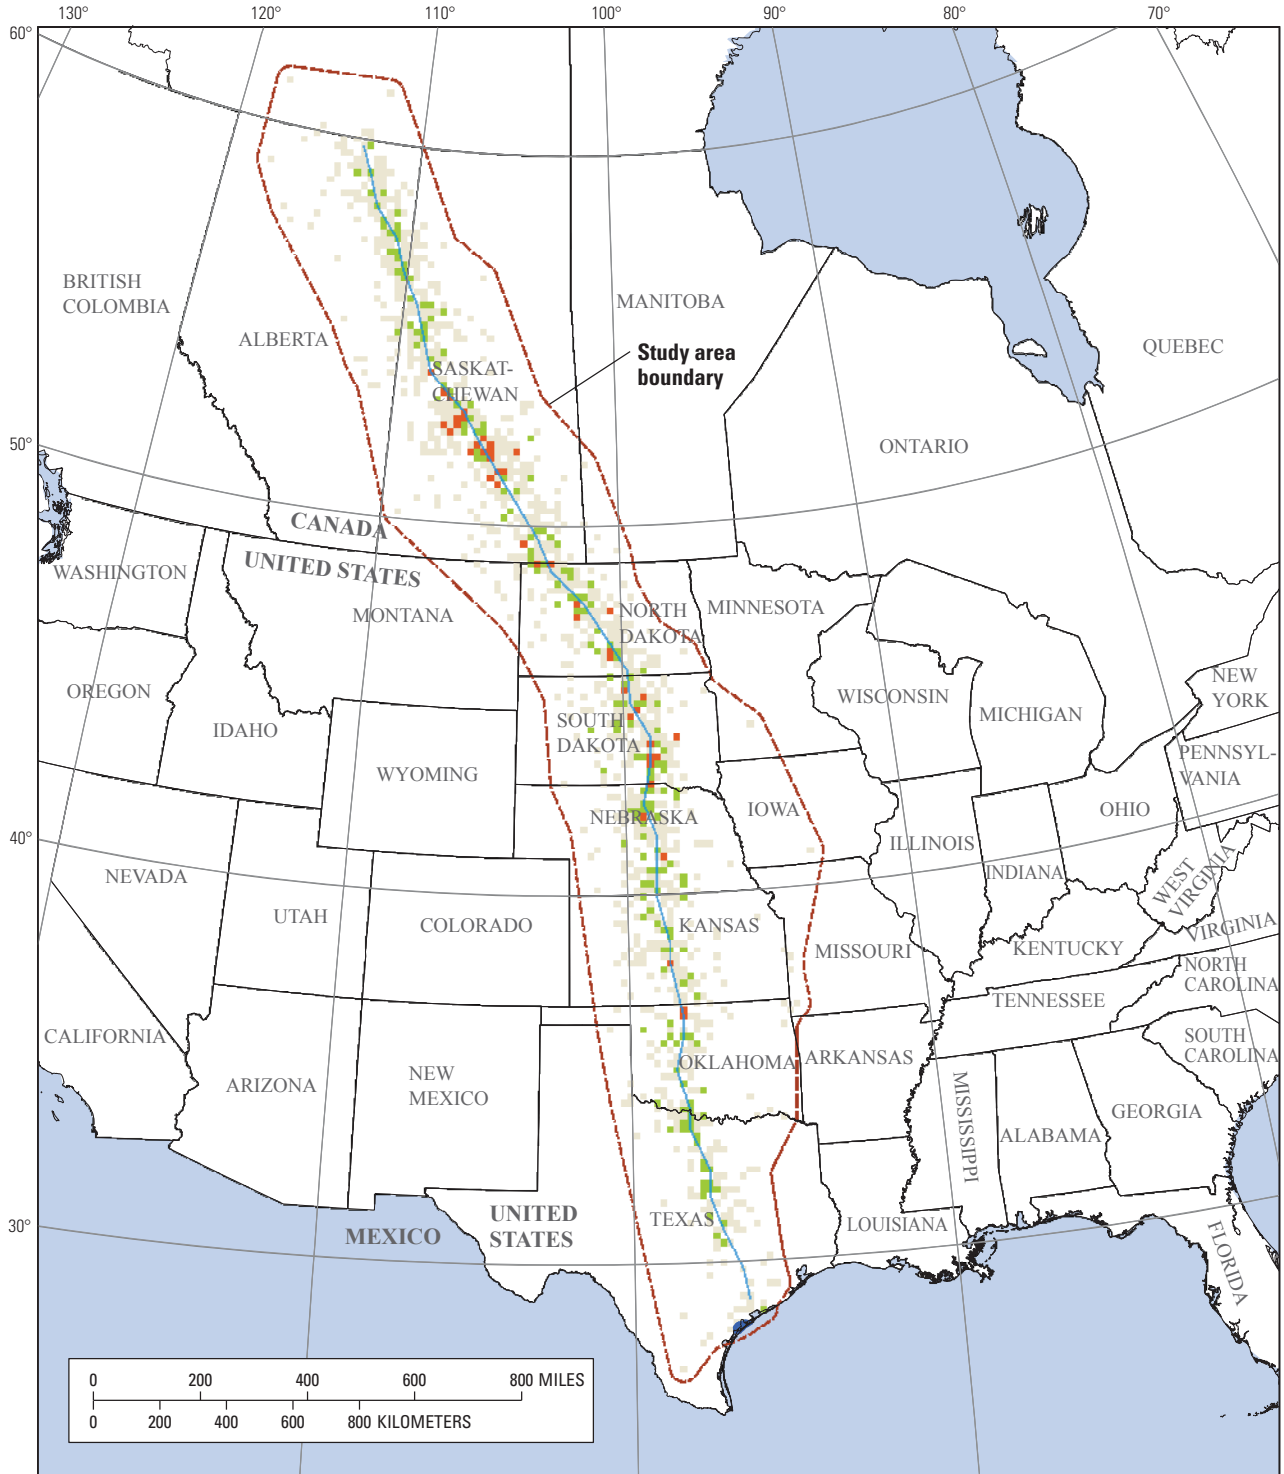 130°
120°
110°
100°
90°
80°
70°
60°
BRITISH
COLOMBIA
ALBERTA
MANITOBA
Study area
boundary
SASKAT-
CHEWAN
QUEBEC
50°
ONTARIO
CANADA
UNITED STATES
WASHINGTON
MONTANA
NORTH
DAKOTA
MINNESOTA
OREGON
IDAHO
SOUTH
DAKOTA
WISCONSIN
MICHIGAN
NEW
YORK
WYOMING
PENNSYL-
VANIA
NEBRASKA
IOWA
OHIO
40°
ILLINOIS
INDIANA
WEST
VIRGINIA
NEVADA
UTAH
COLORADO
KANSAS
MISSOURI
KENTUCKY
VIRGINIA
NORTH
CAROLINA
TENNESSEE
CALIFORNIA
ARIZONA
NEW
MEXICO
OKLAHOMA
ARKANSAS
SOUTH
CAROLINA
MISSISSIPPI
ALABAMA
GEORGIA
30°
MEXICO
UNITED
STATES
TEXAS
LOUISIANA
FLORIDA
0 200 400 600 800 MILES
0 200 400 600 800 KILOMETERS